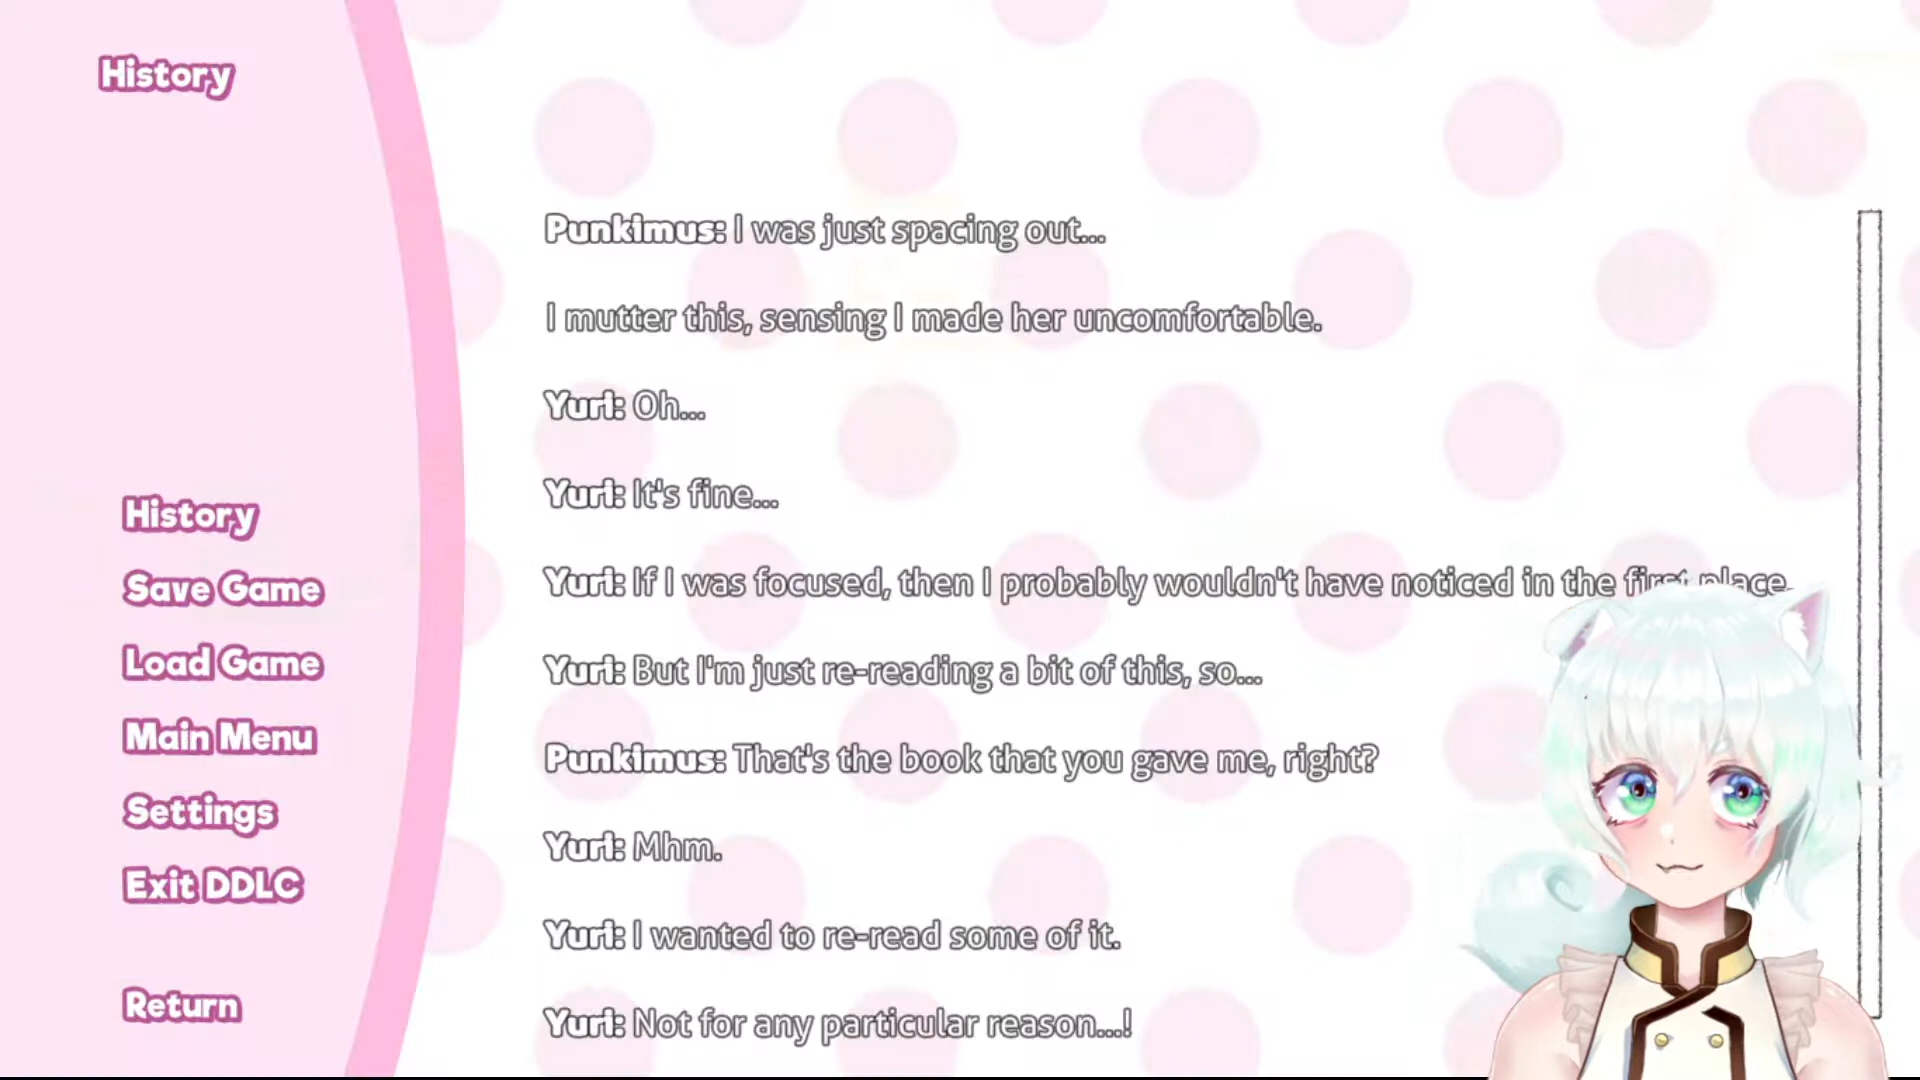 History
Punkimus: I was just spacing out...
I mutter this, sensing I made her uncomfortable.
Yuri: Oh...
Yuri: It's fine...
Yuri: If I was focused, then I probably wouldn't have noticed in the first place.
Yuri: But I'm just re-reading a bit of this, so...
Punkimus: That's the book that you gave me, right?
Yuri: Mhm.
Yuri: I wanted to re-read some of it.
Yuri: Not for any particular reason...!
History
Save Game
Load Game
Main Menu
Settings
Exit DDLC
Return